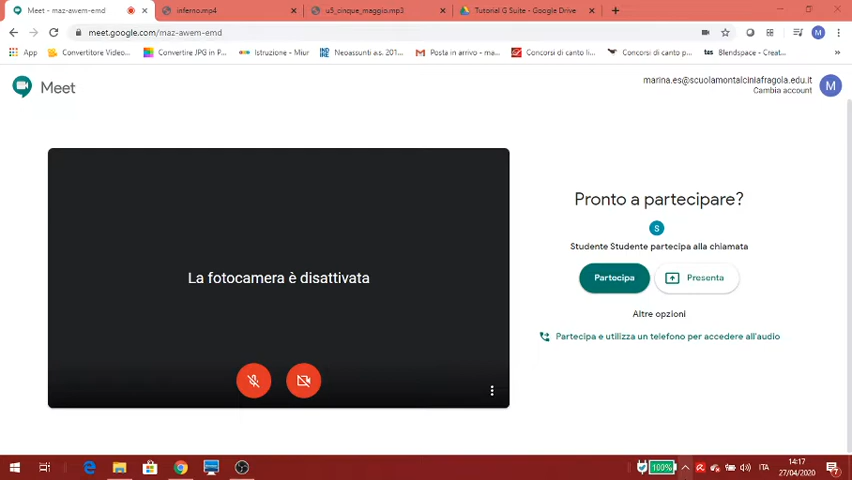 Meet - maz-awem-emd
inferno.mp4
u3_cinque_maggio.mp3
Tutorial G Suite - Google Drive
meet.google.com/maz-awem-emd
App
Convertitore Video...
Convertire JPG in P...
Istruzione - Miur
Neoassunti a.s. 201...
Posta in arrivo - ma...
Concorsi di canto li...
Concorsi di canto p...
tes
Blendspace - Creat...
Meet
marina.es@scuolamontalciniafragola.edu.it
Cambia account
M
La fotocamera è disattivata
Pronto a partecipare?
S
Studente Studente partecipa alla chiamata
Partecipa
Presenta
Altre opzioni
Partecipa e utilizza un telefono per accedere all'audio
100%
ITA
14:17
27/04/2020